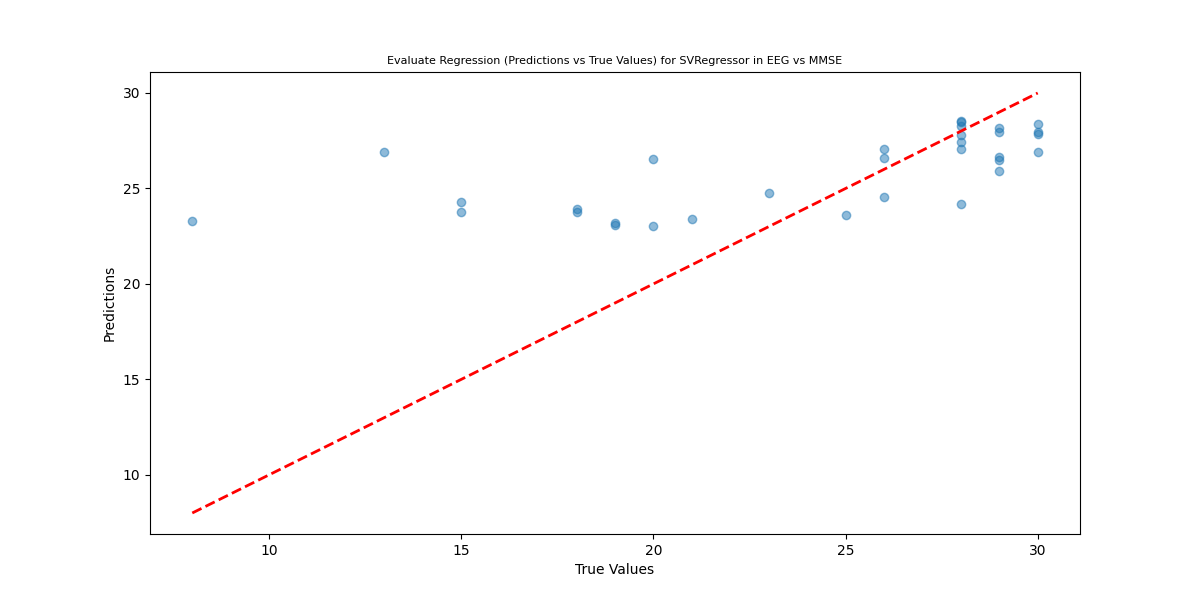 Evaluate Regression (Predictions vs True Values) for SVRegressor in EEG vs MMSE
30
25
20
15
10
Predictions
10 15 20 25 30
True Values